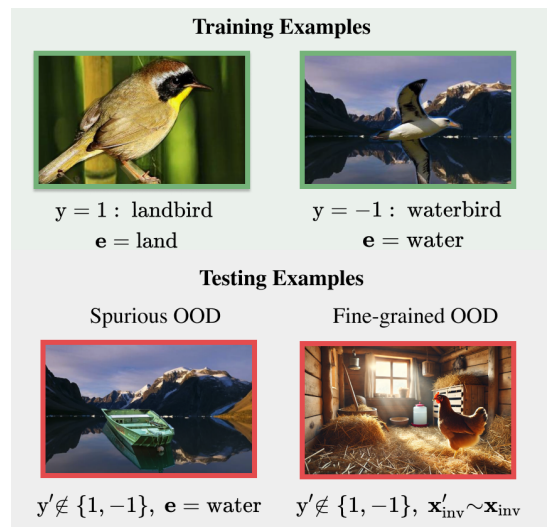 Training Examples
y = 1 : landbird
e = land
y = −1 : waterbird
e = water
Testing Examples
Spurious OOD
Fine-grained OOD
y′∉ {1, −1}, e = water
y′∉ {1, −1}, x′inv∼xinv